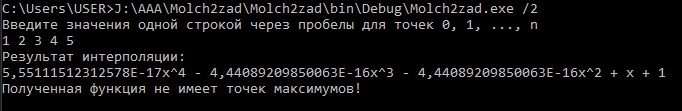 C:\Users\USER>J:\AAA\Molch2zad\Molch2zad\bin\Debug\Molch2zad.exe /2
Введите значения одной строкой через пробелы для точек 0, 1, ..., n
1 2 3 4 5
Результат интерполяции:
5,55111512312578E-17x^4 - 4,44089209850063E-16x^3 - 4,44089209850063E-16x^2 + x + 1
Полученная функция не имеет точек максимумов!